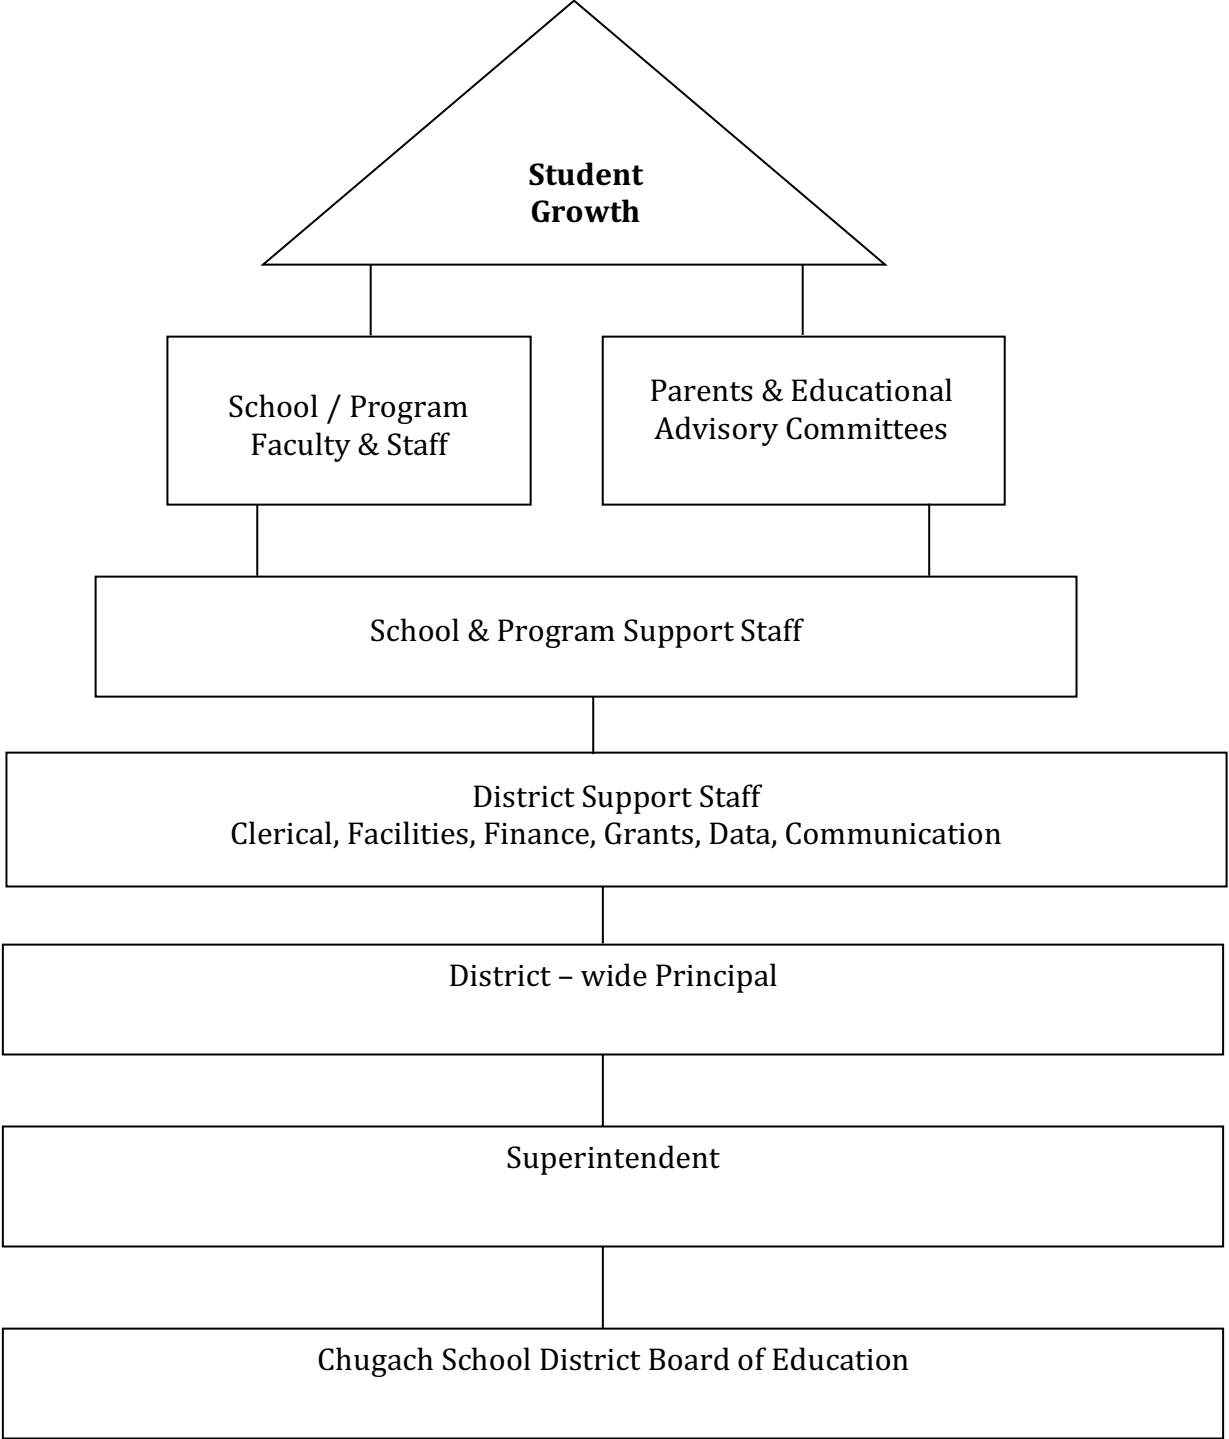 Student
Growth
School / Program
Faculty & Staff
Parents & Educational
Advisory Committees
School & Program Support Staff
District Support Staff
Clerical, Facilities, Finance, Grants, Data, Communication
District – wide Principal
Superintendent
Chugach School District Board of Education